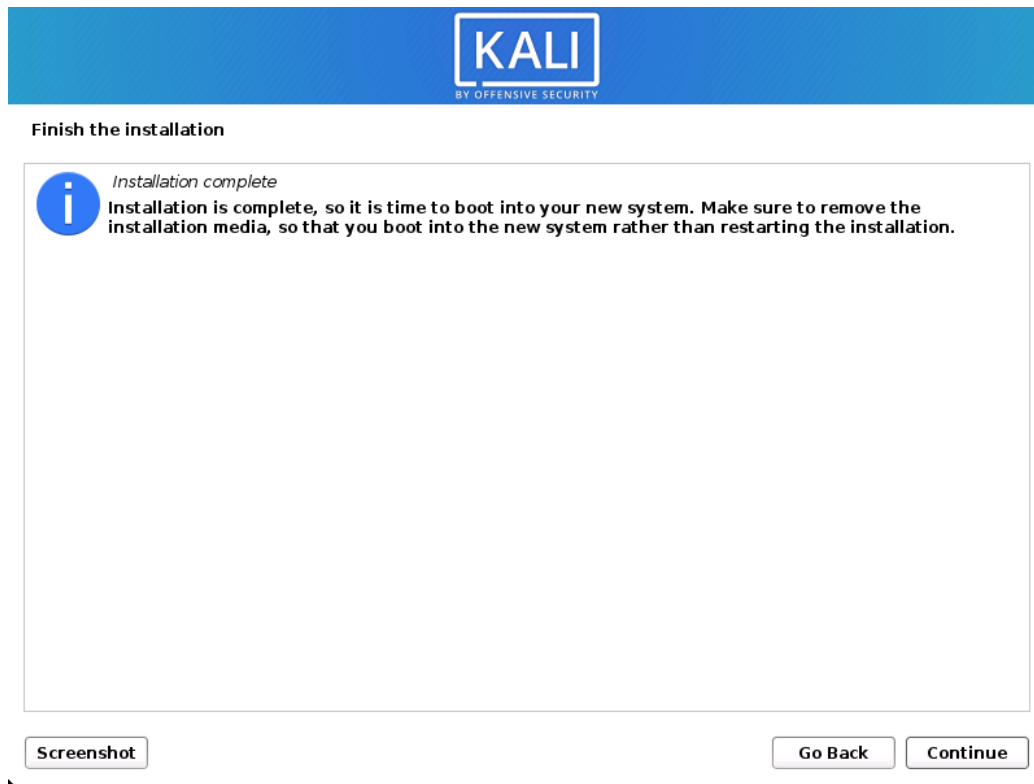 KALI
BY OFFENSIVE SECURITY
Finish the installation
i
Installation complete
Installation is complete, so it is time to boot into your new system. Make sure to remove the
installation media, so that you boot into the new system rather than restarting the installation.
Screenshot
Go Back
Continue